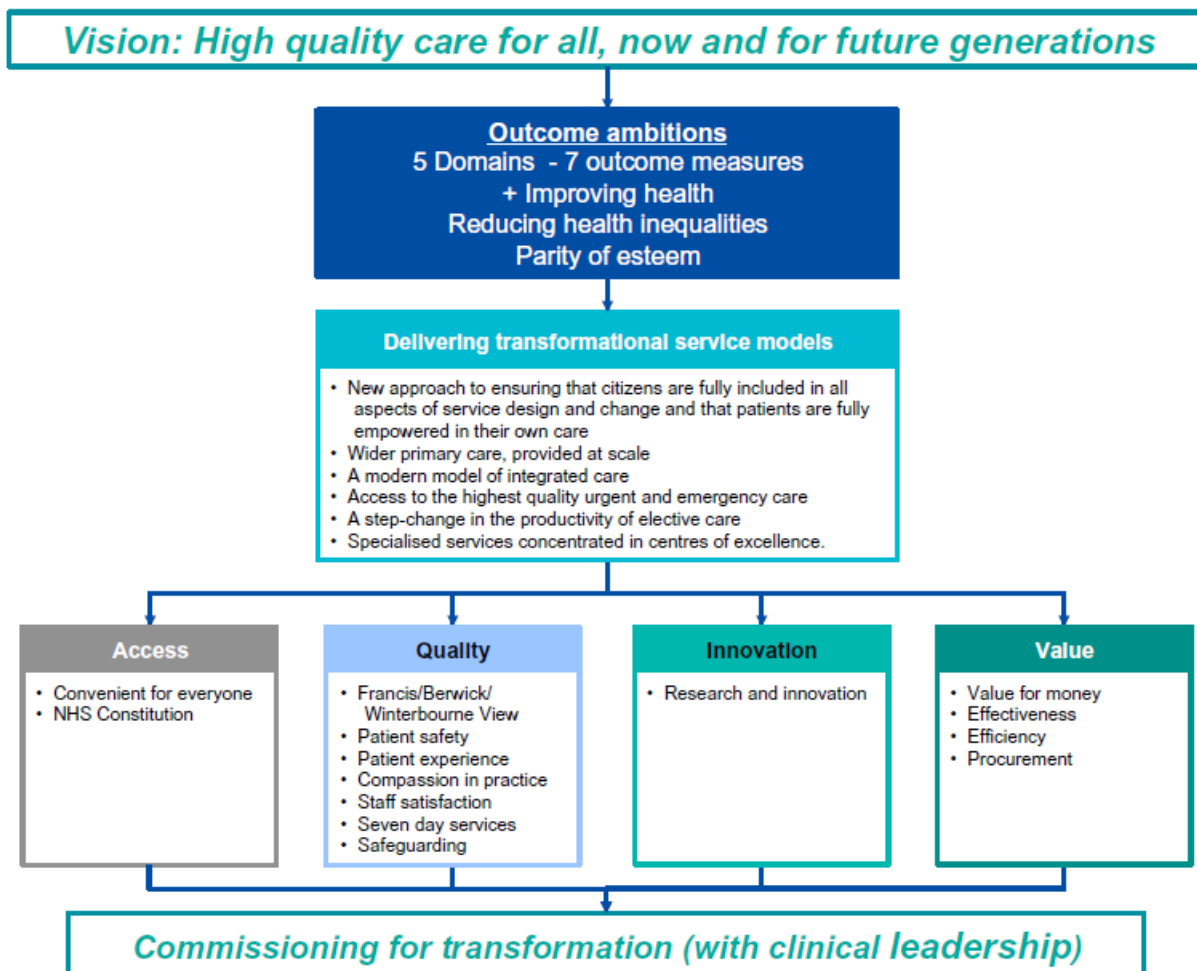 Vision: High quality care for all, now and for future generations
Outcome ambitions
5 Domains - 7 outcome measures
+ Improving health
Reducing health inequalities
Parity of esteem
Delivering transformational service models
• New approach to ensuring that citizens are fully included in all
aspects of service design and change and that patients are fully
empowered in their own care
• Wider primary care, provided at scale
• A modern model of integrated care
• Access to the highest quality urgent and emergency care
• A step-change in the productivity of elective care
• Specialised services concentrated in centres of excellence.
Access
• Convenient for everyone
• NHS Constitution
Quality
• Francis/Berwick/
Winterbourne View
• Patient safety
• Patient experience
• Compassion in practice
• Staff satisfaction
• Seven day services
• Safeguarding
Innovation
• Research and innovation
Value
• Value for money
• Effectiveness
• Efficiency
• Procurement
Commissioning for transformation (with clinical leadership)